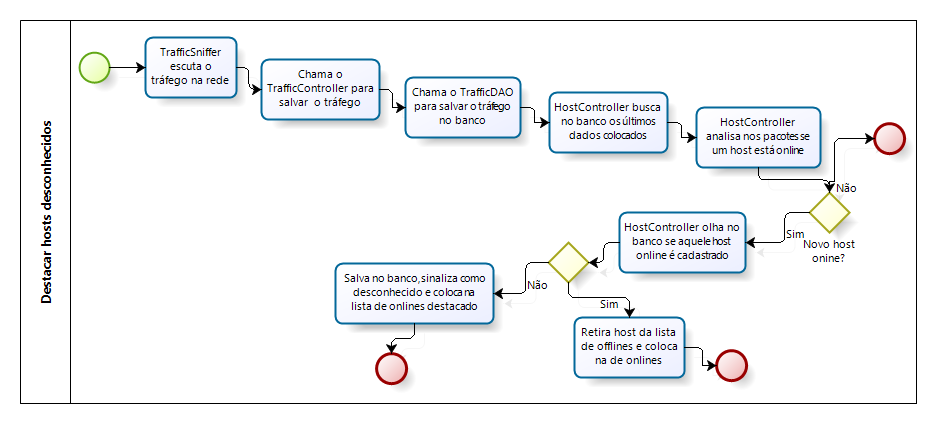 Destacar hosts desconhecidos
TrafficSniffer
escuta o
tráfego na rede
Chama o
TrafficController para
salvar o tráfego
Chama o TrafficDAO
para salvar o tráfego
no banco
HostController busca
no banco os últimos
dados colocados
HostController
analisa nos pacotes se
um host está online
Não
Sim
Novo host
onine?
HostController olha no
banco se aquele host
online é cadastrado
Não
Sim
Salva no banco, sinaliza como
desconhecido e coloca na
lista de onlines destacado
Retira host da lista
de offlines e coloca
na de onlines